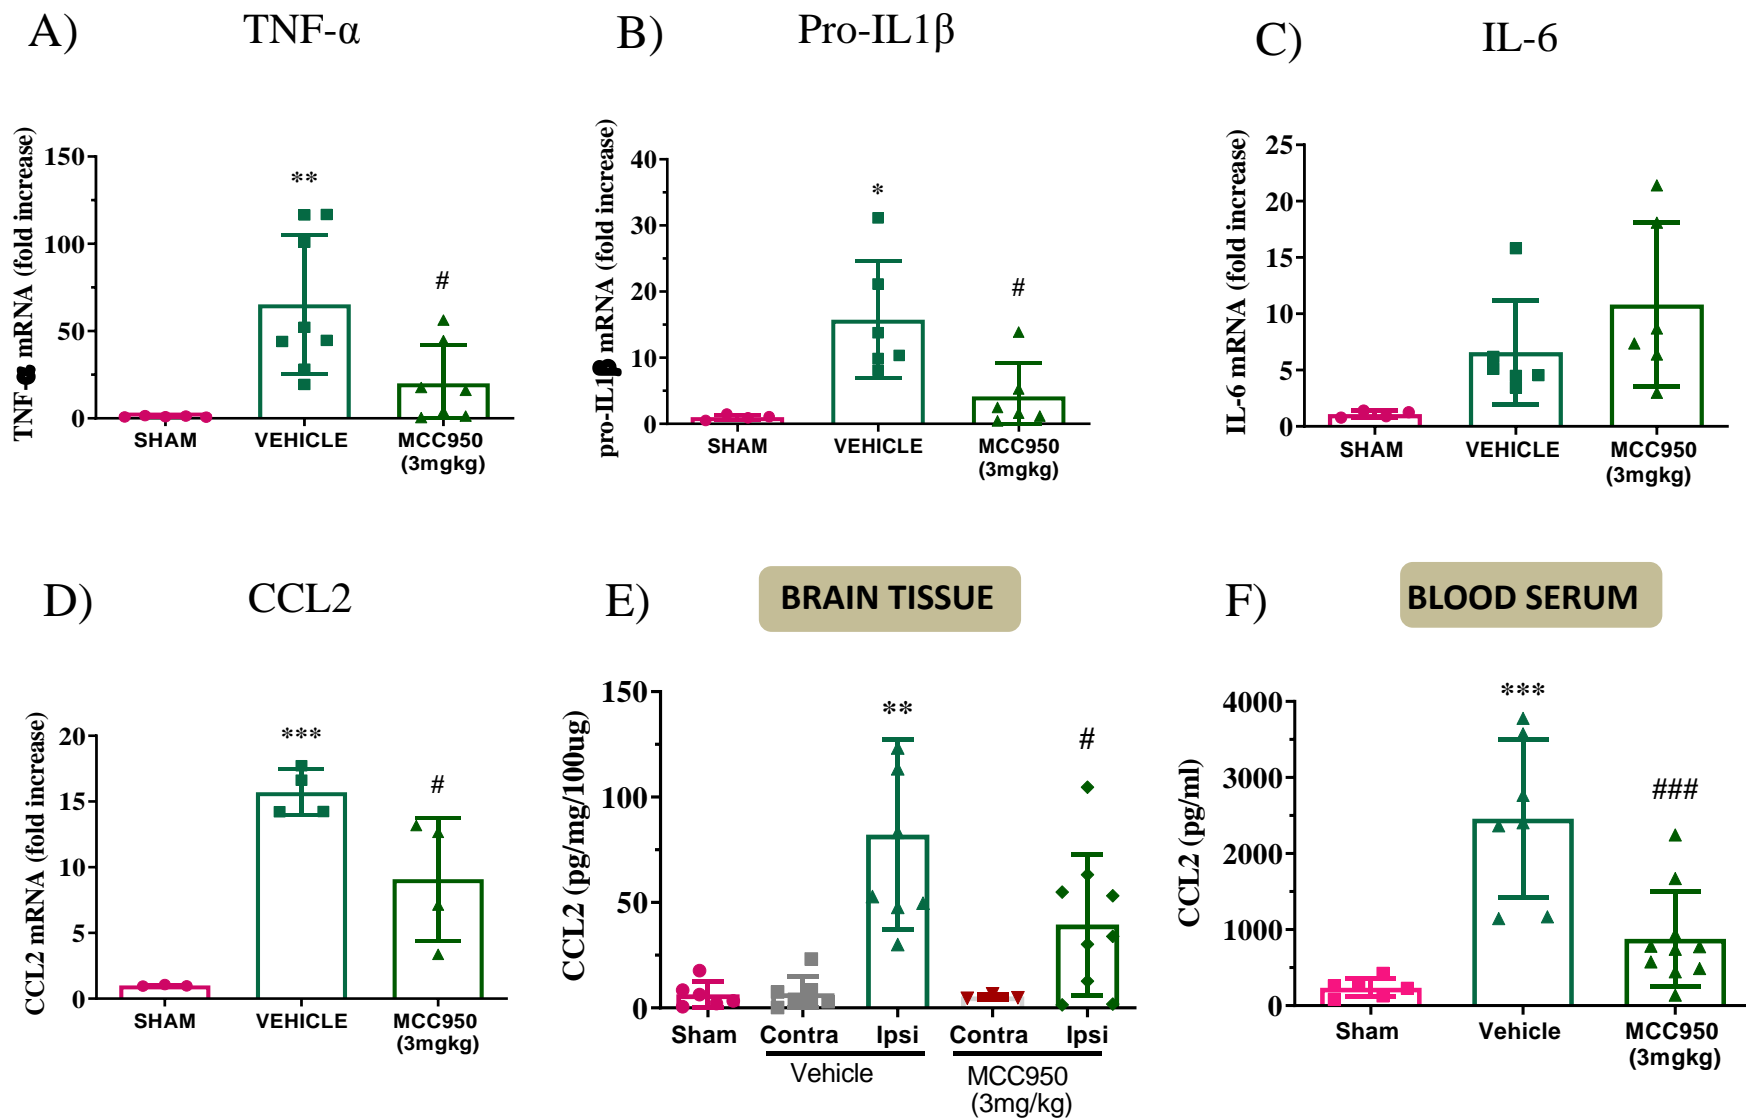 A) TNF-α
TNF- mRNA (fold increase)
150
100
50
0
**
#
SHAM VEHICLE MCC950
(3mgkg)
B) Pro-IL1β
pro-IL1 mRNA (fold increase)
40
30
20
10
0
*
#
SHAM VEHICLE MCC950
(3mgkg)
C) IL-6
IL-6 mRNA (fold increase)
25
20
15
10
5
0
SHAM VEHICLE MCC950
(3mgkg)
D) CCL2
CCL2 mRNA (fold increase)
20
15
10
5
0
***
#
SHAM VEHICLE MCC950
(3mgkg)
E) BRAIN TISSUE
CCL2 (pg/mg/100ug)
150
100
50
0
**
#
Sham Contra Ipsi Contra Ipsi
Vehicle MCC950
(3mg/kg)
F) BLOOD SERUM
CCL2 (pg/ml)
4000
3000
2000
1000
0
***
###
Sham Vehicle MCC950
(3mgkg)